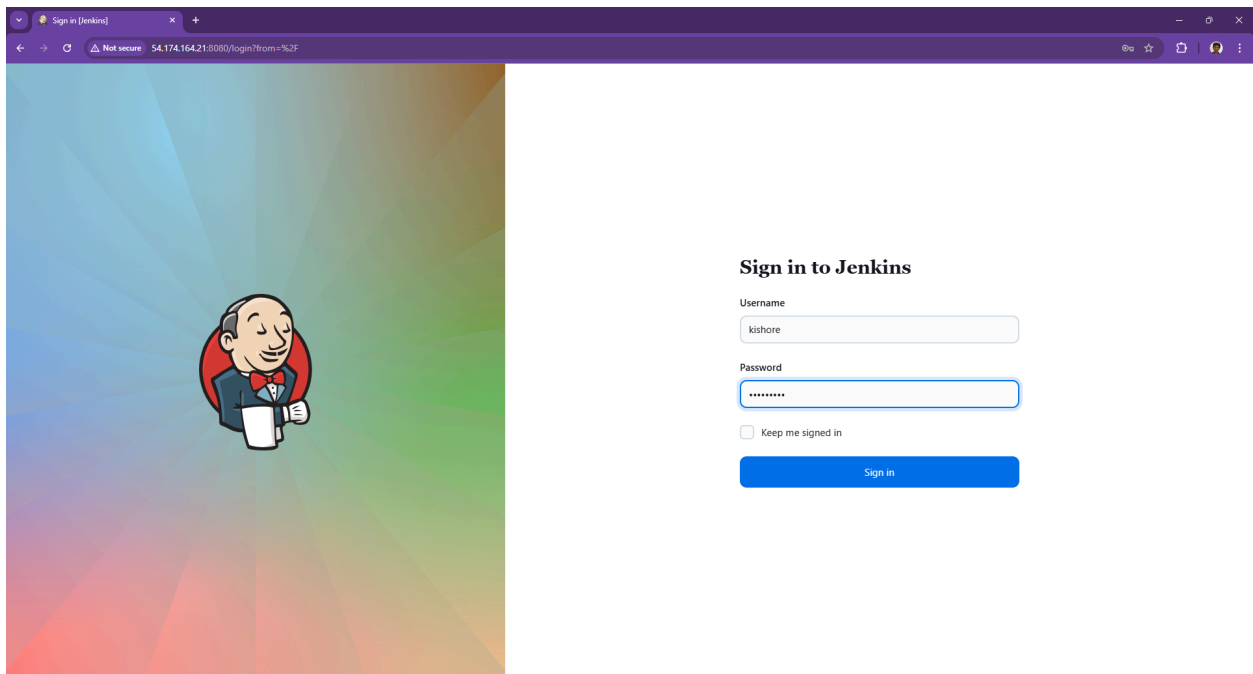 Sign in [Jenkins]
Not secure 54.174.164.21:8080/login?from=%2F
Sign in to Jenkins
Username
kishore
Password
•••••••••
Keep me signed in
Sign in